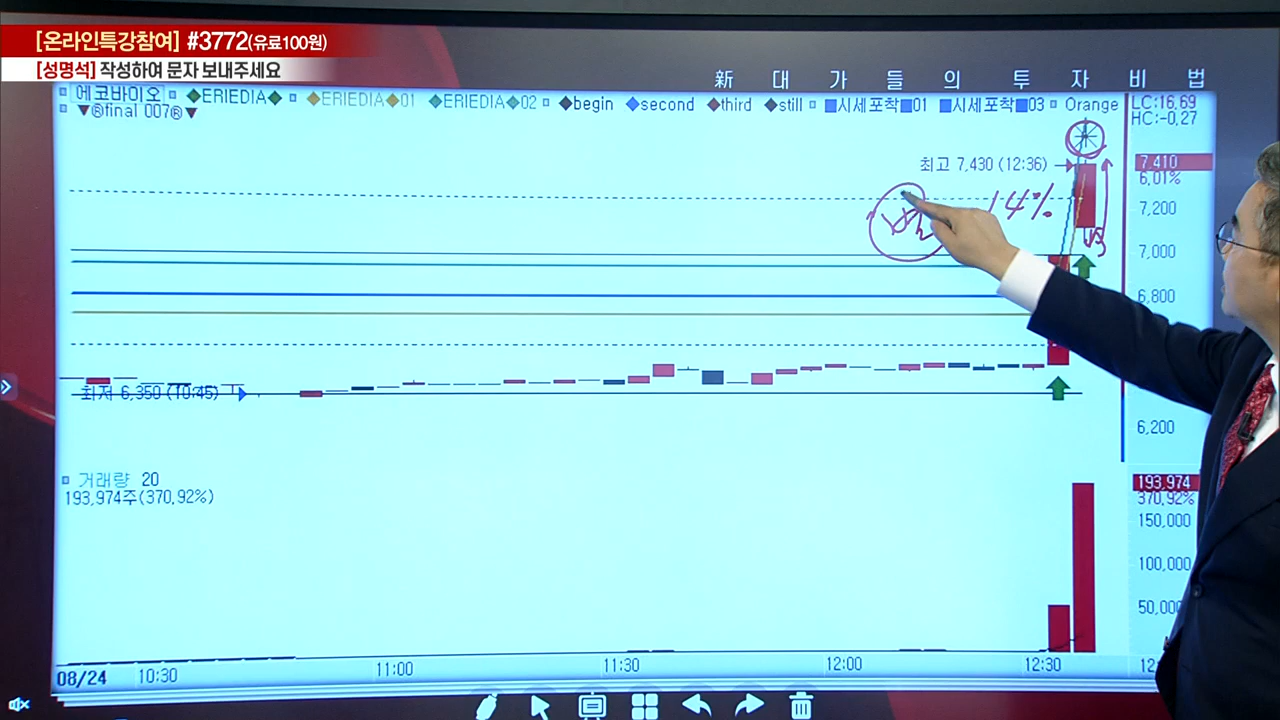 [온라인특강참여] #3772(유료100원)
[성명석] 작성하여 문자 보내주세요
新대가들의 투자비법
에코바이오 ◆ERIEDIA◆ ◆ERIEDIA◆01 ◆ERIEDIA◆02 ◆begin ◆second ◆third ◆still ■시세포착■01 ■시세포착■03 Orange
▼®final 007®▼
LC:16,69
HC:-0,27
최고 7,430 (12:36)
7,410
6,01%
14%
7,200
7,000
6,800
최저 6,350 (10:45)
6,200
거래량 20
193,974주(370,92%)
193,974
370,92%
150,000
100,000
50,000
08/24 10:30 11:00 11:30 12:00 12:30